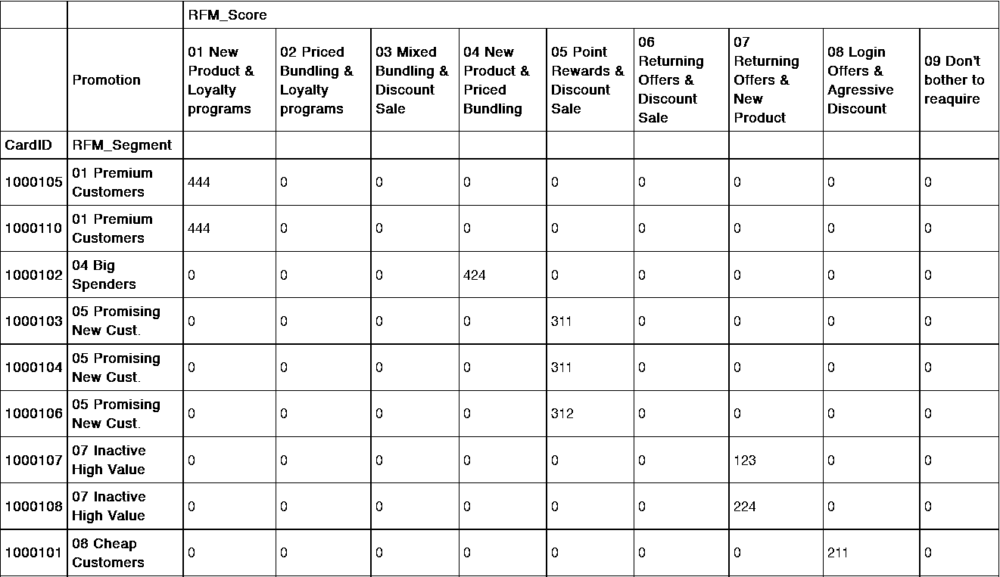 RFM_Score
Promotion 01 New Product & Loyalty programs 02 Priced Bundling & Loyalty programs 03 Mixed Bundling & Discount Sale 04 New Product & Priced Bundling 05 Point Rewards & Discount Sale 06 Returning Offers & Discount Sale 07 Returning Offers & New Product 08 Login Offers & Agressive Discount 09 Don't bother to reaquire
CardID RFM_Segment
1000105 01 Premium Customers 444 0 0 0 0 0 0 0 0
1000110 01 Premium Customers 444 0 0 0 0 0 0 0 0
1000102 04 Big Spenders 0 0 0 424 0 0 0 0 0
1000103 05 Promising New Cust. 0 0 0 0 311 0 0 0 0
1000104 05 Promising New Cust. 0 0 0 0 311 0 0 0 0
1000106 05 Promising New Cust. 0 0 0 0 312 0 0 0 0
1000107 07 Inactive High Value 0 0 0 0 0 0 123 0 0
1000108 07 Inactive High Value 0 0 0 0 0 0 224 0 0
1000101 08 Cheap Customers 0 0 0 0 0 0 0 211 0